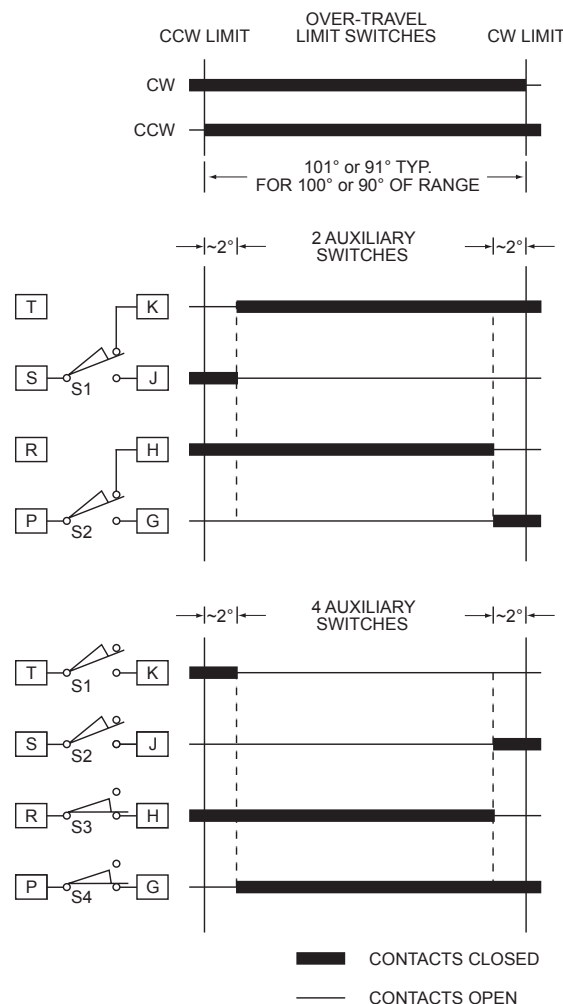 OVER-TRAVEL
CCW LIMIT LIMIT SWITCHES CW LIMIT
CW
CCW
101° or 91° TYP.
FOR 100° or 90° OF RANGE
~2° 2 AUXILIARY ~2°
SWITCHES
T K
S S1 J
R H
P S2 G
~2° 4 AUXILIARY ~2°
SWITCHES
T S1 K
S S2 J
R S3 H
P S4 G
CONTACTS CLOSED
CONTACTS OPEN